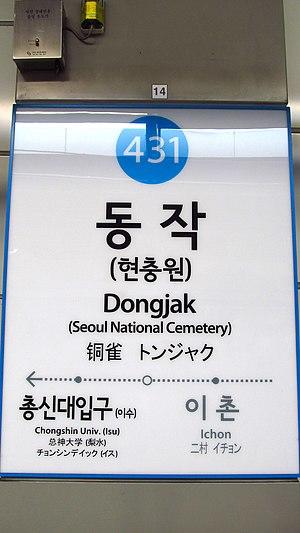 14
431
동작
(현충원)
Dongjak
(Seoul National Cemetery)
铜雀 トンジャク
총신대입구 (이수)
Chongshin Univ. (Isu)
总神大学 (梨水)
チョンシンデイック (イス)
이촌
Ichon
二村 イチョン